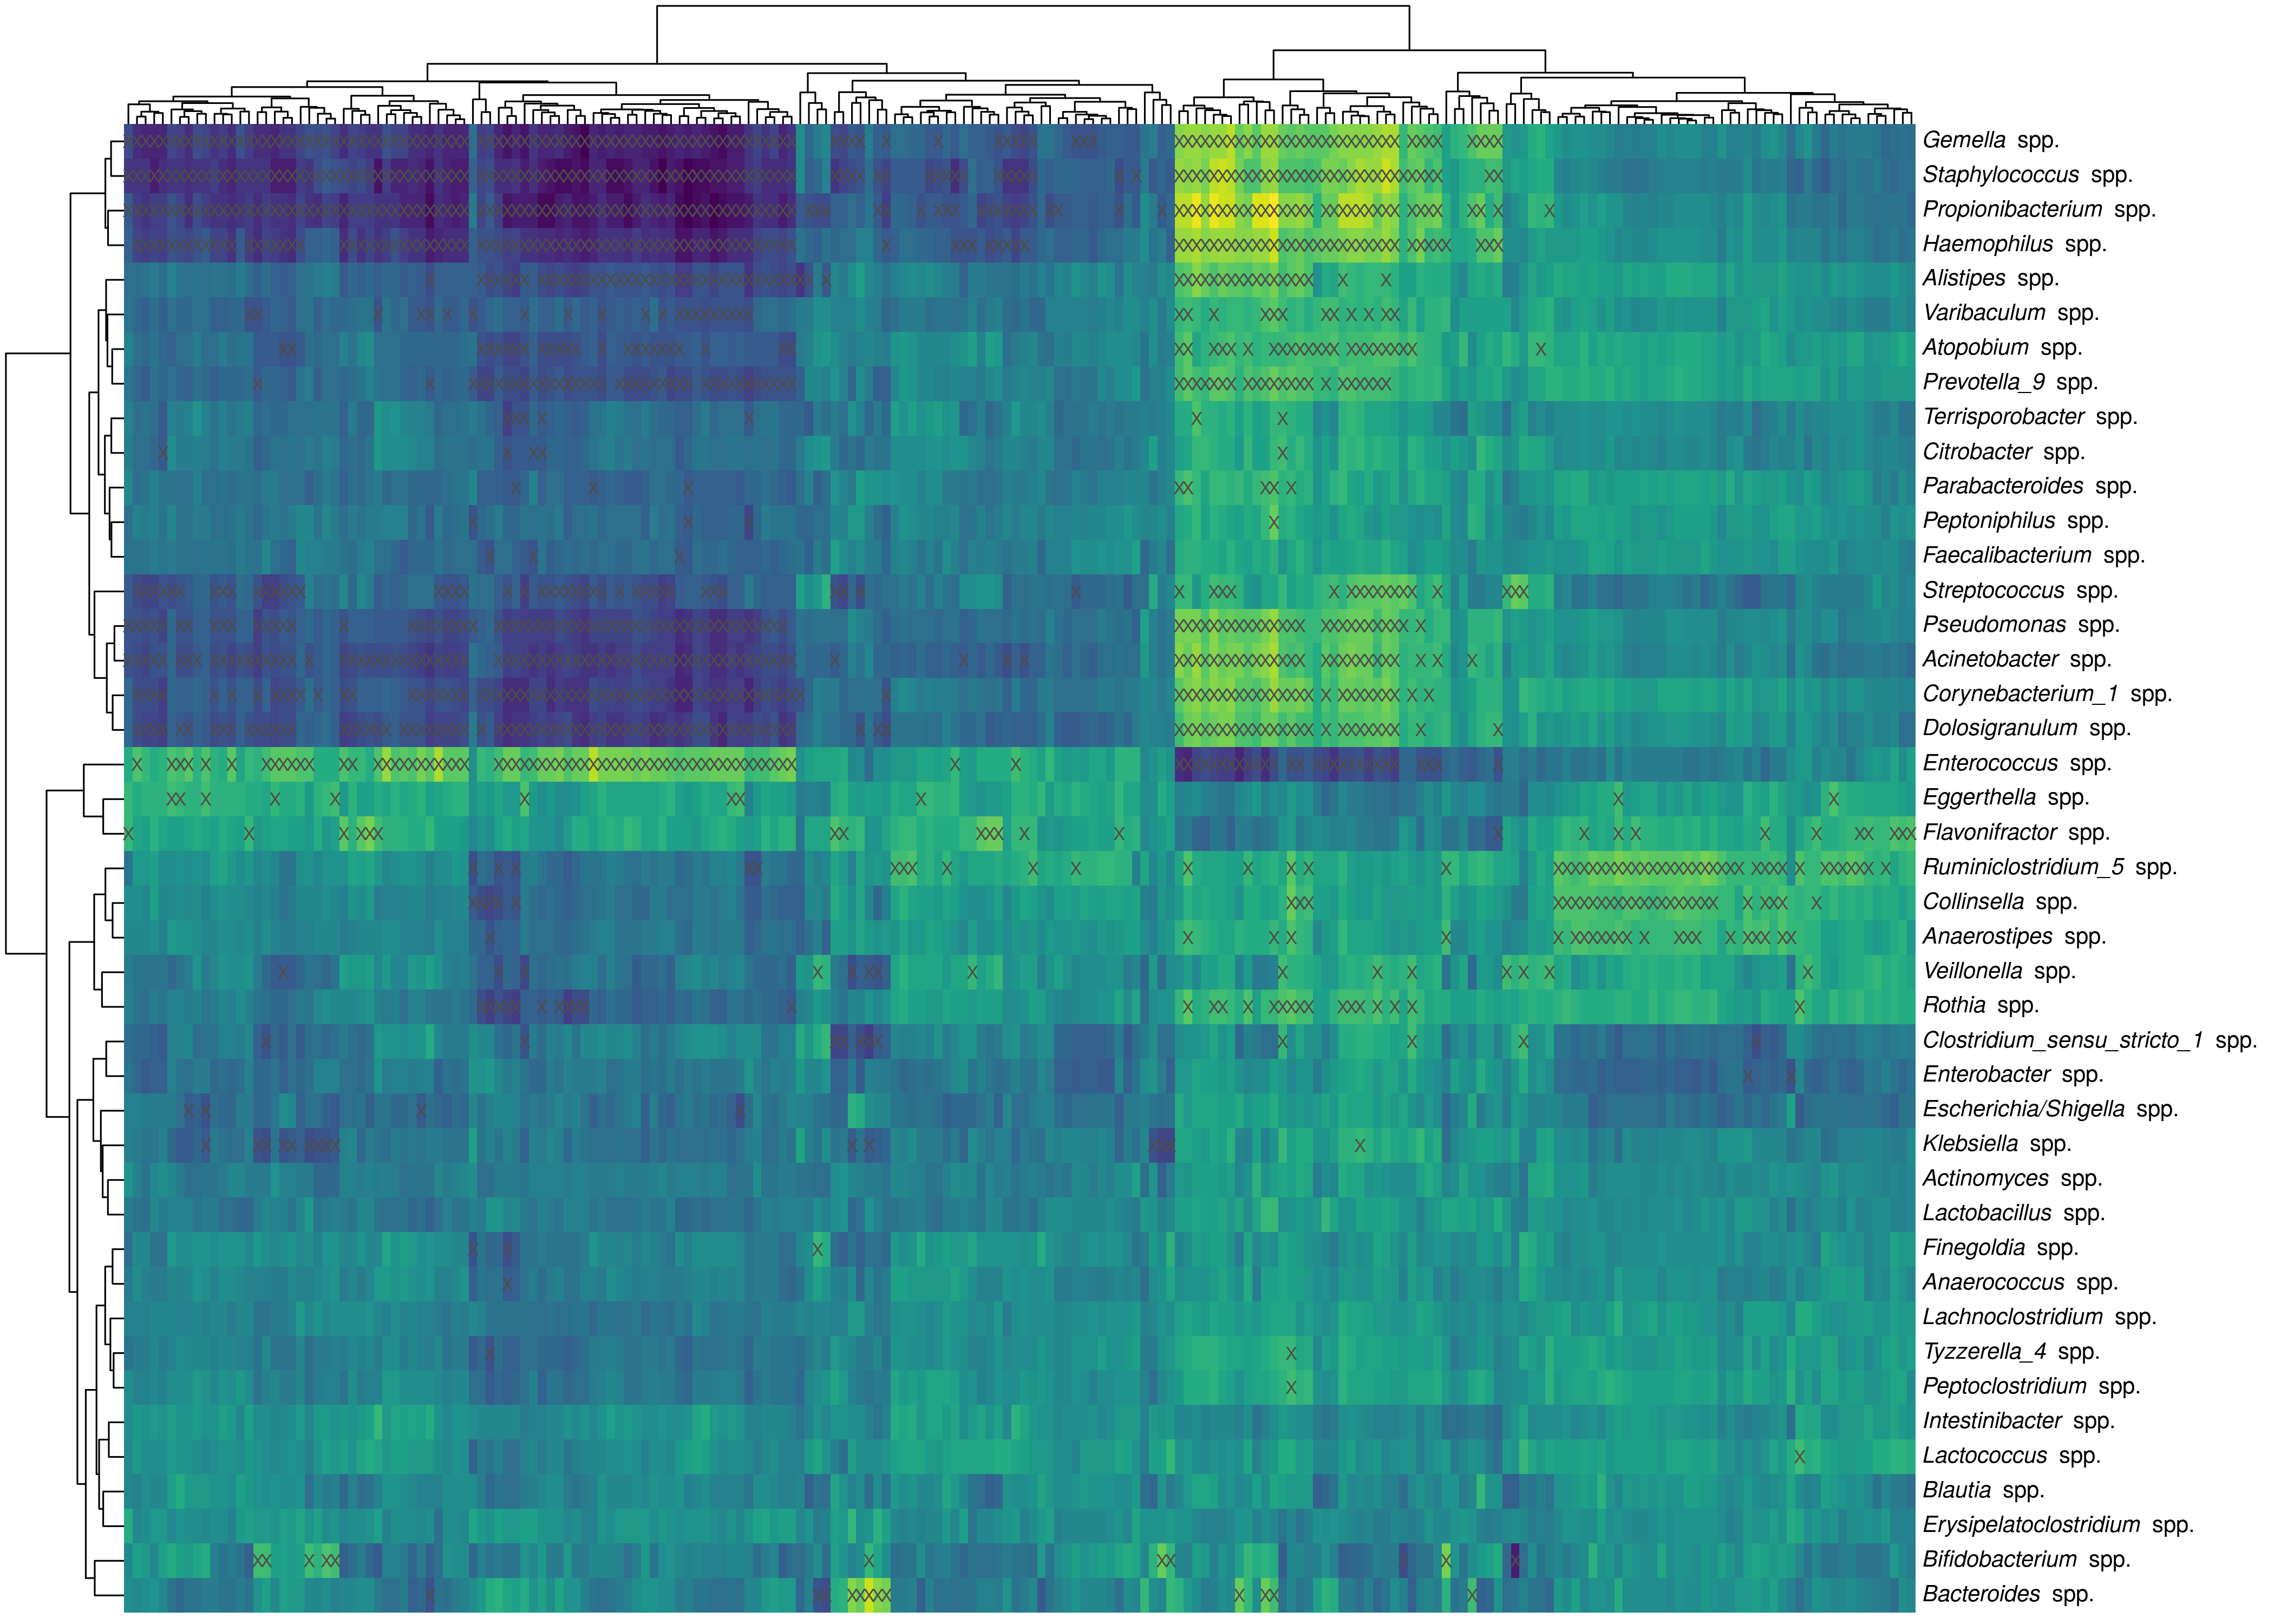 Gemella spp.
Staphylococcus spp.
Propionibacterium spp.
Haemophilus spp.
Alistipes spp.
Varibaculum spp.
Atopobium spp.
Prevotella_9 spp.
Terrisporobacter spp.
Citrobacter spp.
Parabacteroides spp.
Peptoniphilus spp.
Faecalibacterium spp.
Streptococcus spp.
Pseudomonas spp.
Acinetobacter spp.
Corynebacterium_1 spp.
Dolosigranulum spp.
Enterococcus spp.
Eggerthella spp.
Flavonifractor spp.
Ruminiclostridium_5 spp.
Collinsella spp.
Anaerostipes spp.
Veillonella spp.
Rothia spp.
Clostridium_sensu_stricto_1 spp.
Enterobacter spp.
Escherichia/Shigella spp.
Klebsiella spp.
Actinomyces spp.
Lactobacillus spp.
Finegoldia spp.
Anaerococcus spp.
Lachnoclostridium spp.
Tyzzerella_4 spp.
Peptoclostridium spp.
Intestinibacter spp.
Lactococcus spp.
Blautia spp.
Erysipelatoclostridium spp.
Bifidobacterium spp.
Bacteroides spp.